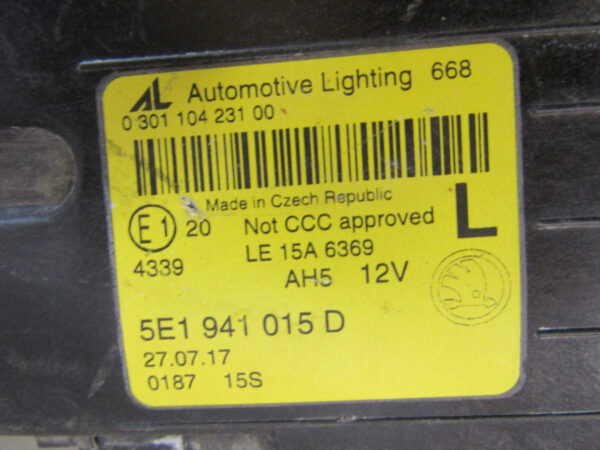 AL Automotive Lighting 668
0 301 104 231 00
Made in Czech Republic
E1 20 Not CCC approved L
4339 LE 15A 6369
AH5 12V
5E1 941 015 D
27.07.17
0187 15S